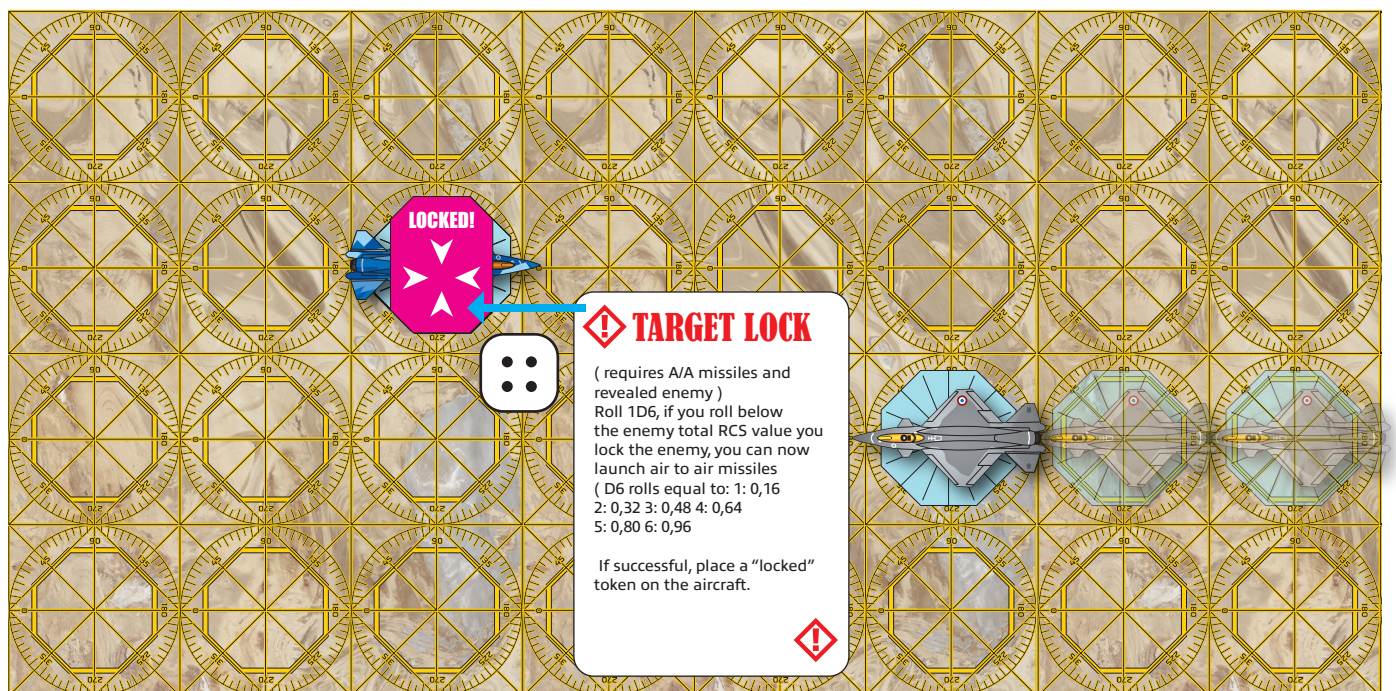 LOCKED!
TARGET LOCK
( requires A/A missiles and
revealed enemy )
Roll 1D6, if you roll below
the enemy total RCS value you
lock the enemy, you can now
launch air to air missiles
( D6 rolls equal to: 1: 0,16
2: 0,32 3: 0,48 4: 0,64
5: 0,80 6: 0,96
If successful, place a “locked”
token on the aircraft.